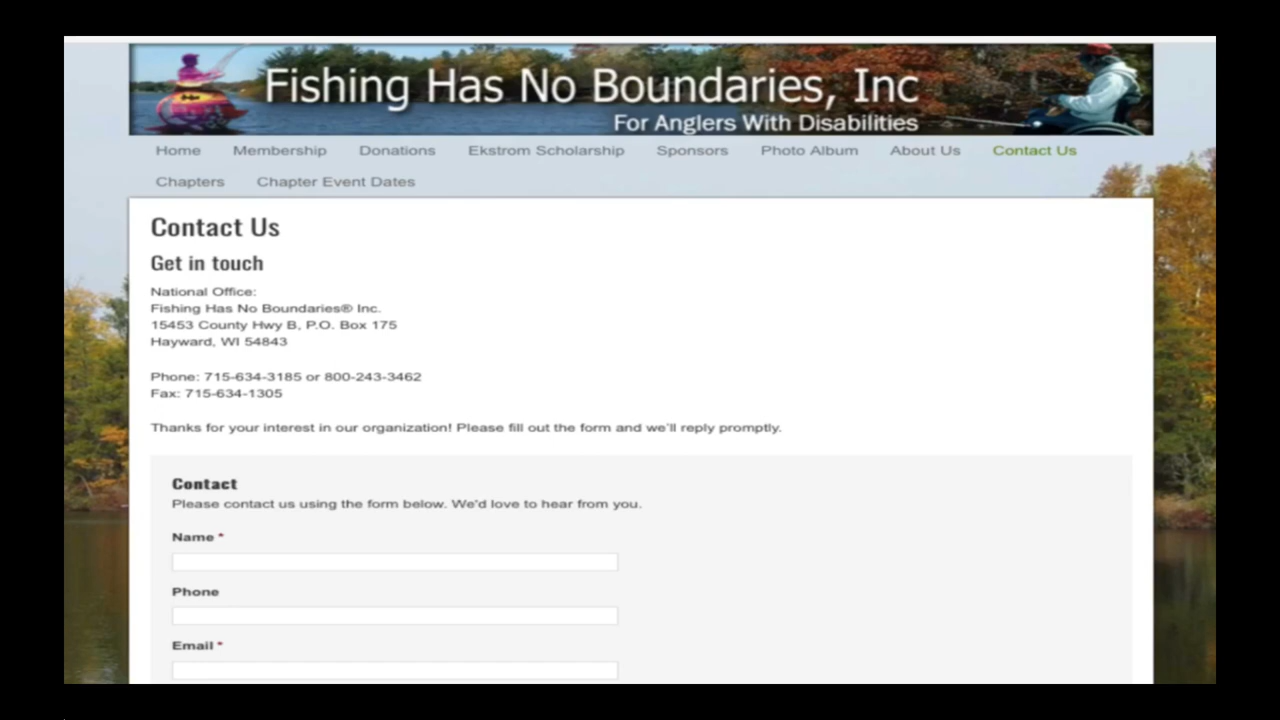 Fishing Has No Boundaries, Inc
For Anglers With Disabilities
Home Membership Donations Ekstrom Scholarship Sponsors Photo Album About Us Contact Us
Chapters Chapter Event Dates
Contact Us
Get in touch
National Office:
Fishing Has No Boundaries® Inc.
15453 County Hwy B, P.O. Box 175
Hayward, WI 54843
Phone: 715-634-3185 or 800-243-3462
Fax: 715-634-1305
Thanks for your interest in our organization! Please fill out the form and we'll reply promptly.
Contact
Please contact us using the form below. We'd love to hear from you.
Name *
Phone
Email *